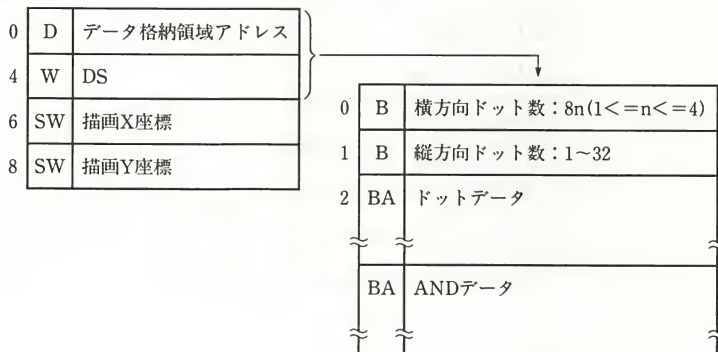 0 D データ格納領域アドレス
4 W DS
6 SW 描画X座標
8 SW 描画Y座標
0 B 横方向ドット数：8n(1<=n<=4)
1 B 縦方向ドット数：1~32
2 BA ドットデータ
BA ANDデータ